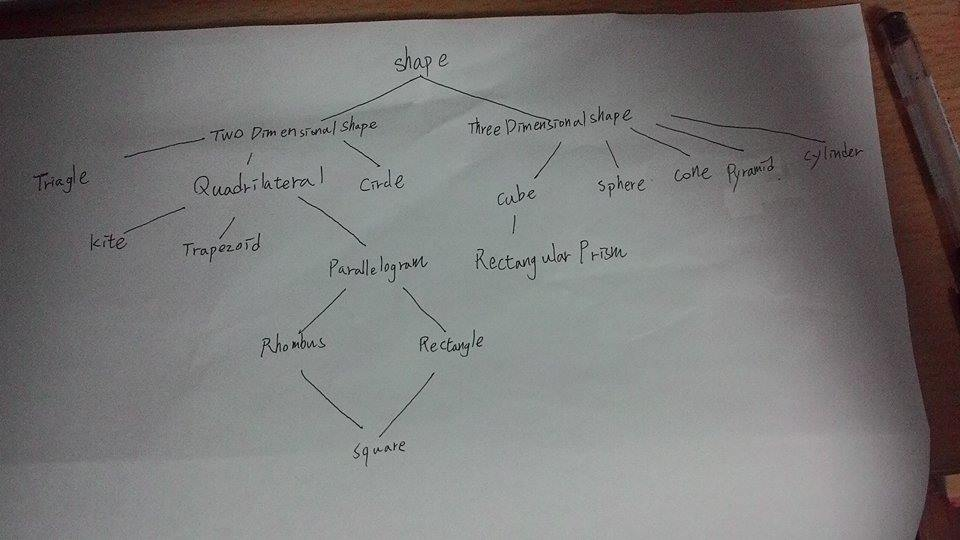 shape
Two Dimensional shape
Three Dimensional shape
Triagle
Quadrilateral
Circle
cube
sphere
cone
Pyramid
cylinder
kite
Trapezoid
Parallelogram
Rectangular Prism
Rhombus
Rectangle
square